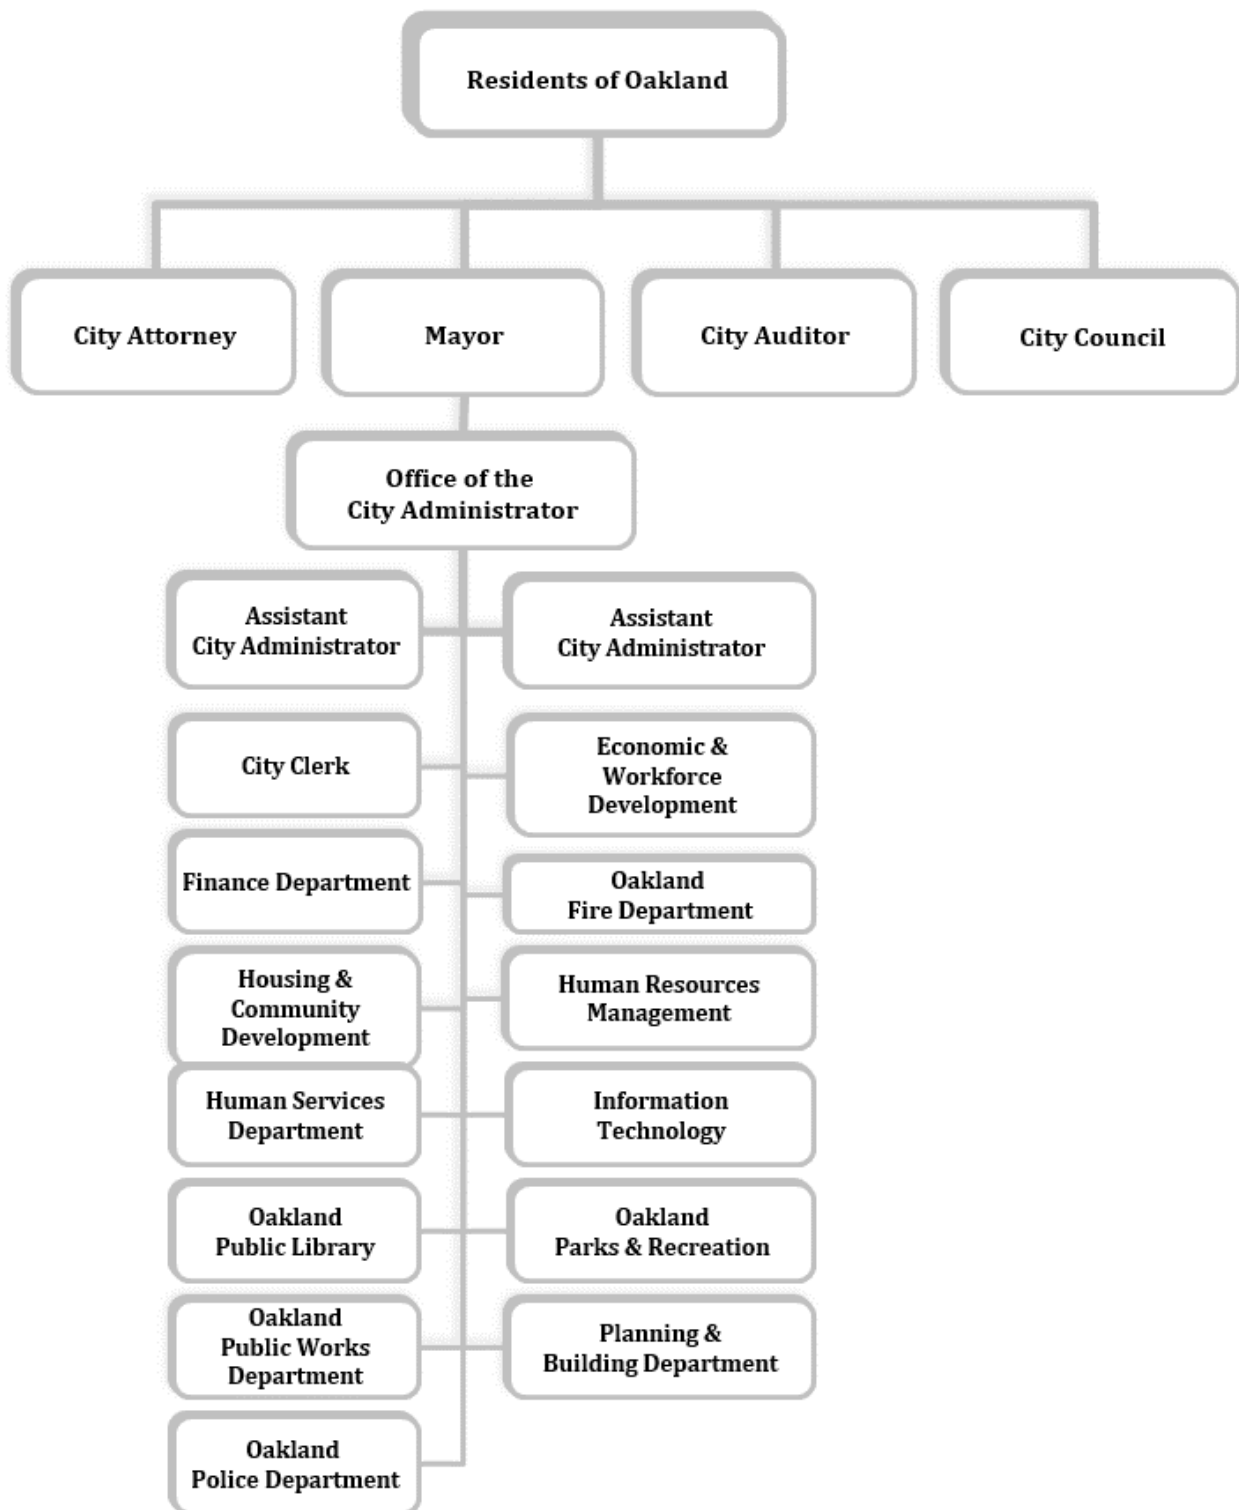 Residents of Oakland
City Attorney
Mayor
City Auditor
City Council
Office of the
City Administrator
Assistant
City Administrator
Assistant
City Administrator
City Clerk
Economic &
Workforce
Development
Finance Department
Oakland
Fire Department
Housing &
Community
Development
Human Resources
Management
Human Services
Department
Information
Technology
Oakland
Public Library
Oakland
Parks & Recreation
Oakland
Public Works
Department
Planning &
Building Department
Oakland
Police Department